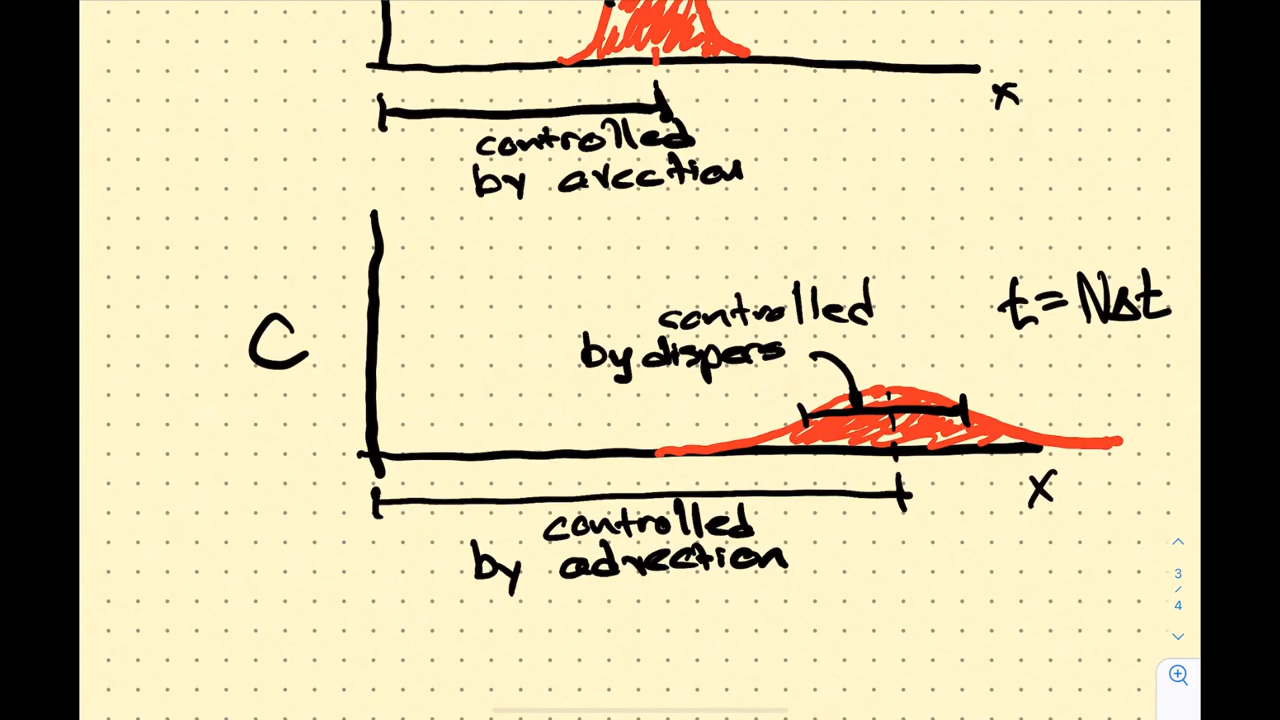 x
controlled
by avection
controlled
by dispers
t = NΔt
C
x
controlled
by advection
3
/
4